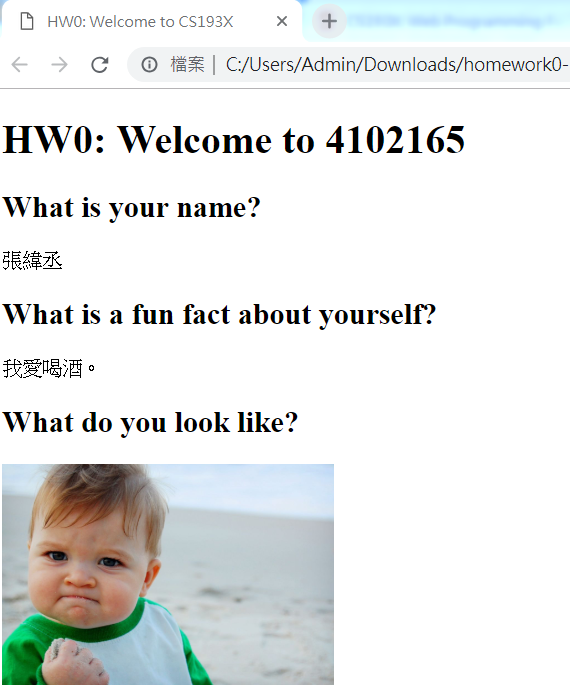 HW0: Welcome to CS193X
檔案 | C:/Users/Admin/Downloads/homework0-
HW0: Welcome to 4102165
What is your name?
張緯丞
What is a fun fact about yourself?
我愛喝酒。
What do you look like?